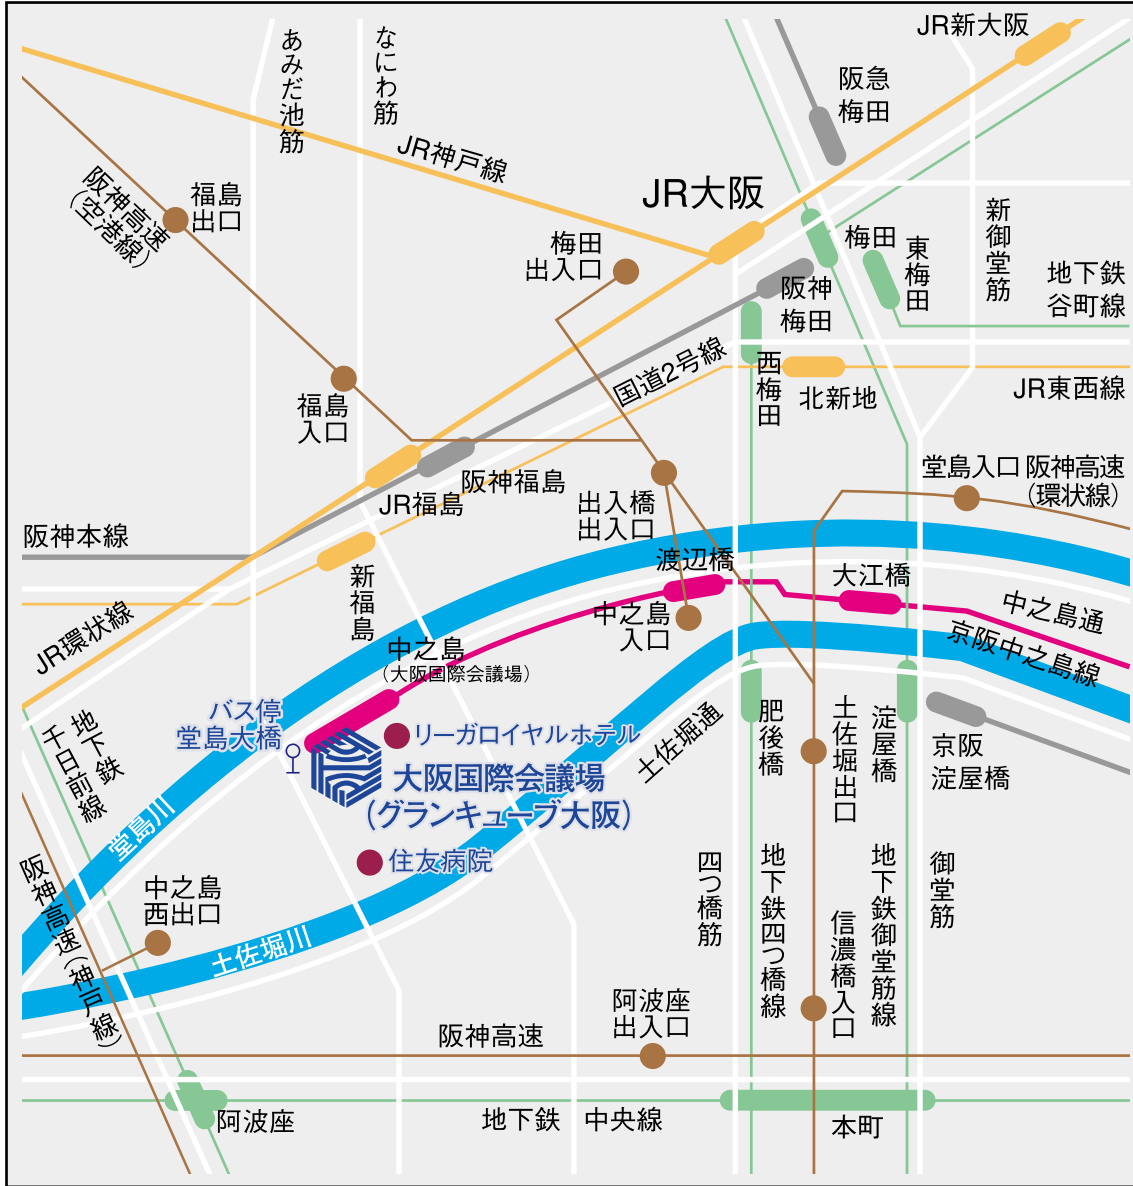 JR新大阪
あみだ池筋
なにわ筋
阪急
梅田
JR神戸線
阪神高速
（空港線）
福島
出口
JR大阪
梅田
出入口
梅田
東梅田
新御堂筋
地下鉄
谷町線
阪神
梅田
国道2号線
西梅田
北新地
JR東西線
福島
入口
阪神福島
JR福島
堂島入口
阪神高速
（環状線）
出入橋
出入口
阪神本線
新福島
渡辺橋
大江橋
中之島
入口
中之島通
京阪中之島線
JR環状線
中之島
（大阪国際会議場）
バス停
堂島大橋
リーガロイヤルホテル
大阪国際会議場
（グランキューブ大阪）
住友病院
土佐堀通
肥後橋
土佐堀出口
淀屋橋
京阪
淀屋橋
地下鉄
千日前線
堂島川
阪神高速（神戸線）
中之島
西出口
土佐堀川
四つ橋筋
地下鉄四つ橋線
信濃橋入口
地下鉄御堂筋線
御堂筋
阪神高速
阿波座
出入口
阿波座
地下鉄 中央線
本町